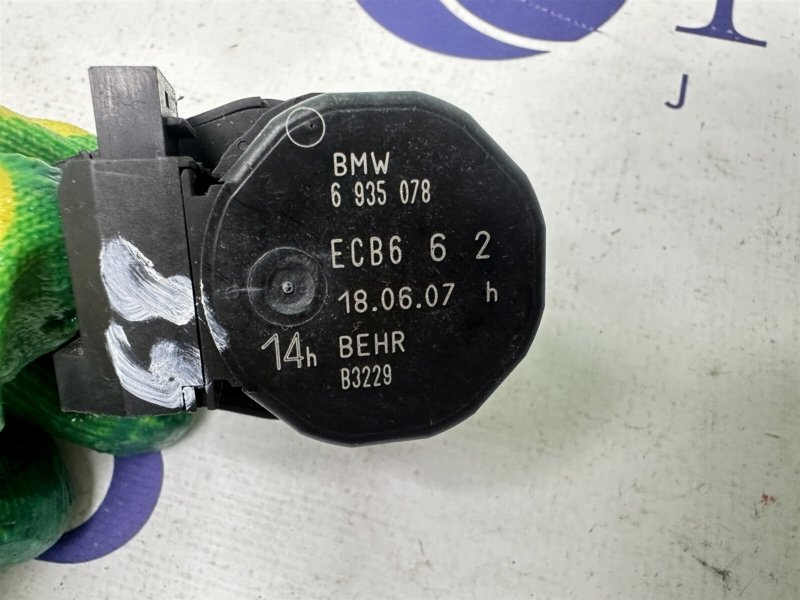 BMW
6 935 078
ECB6 6 2
18.06.07 h
14h BEHR
B3229
J